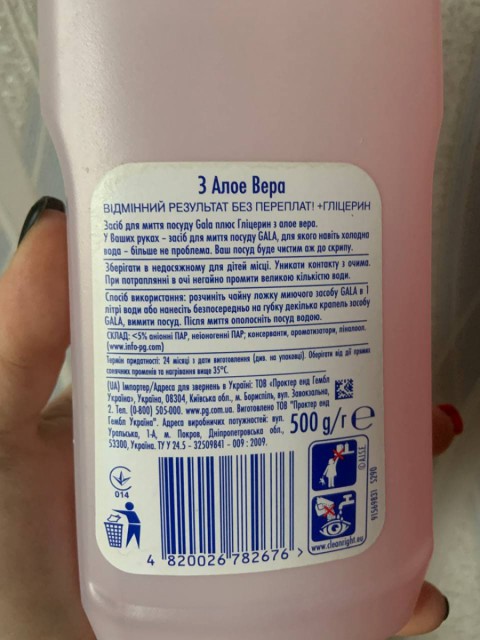 З Алое Вера
ВІДМІННИЙ РЕЗУЛЬТАТ БЕЗ ПЕРЕПЛАТ! +ГЛІЦЕРИН
Засіб для миття посуду Gala плюс Гліцерин з алое вера.
У Ваших руках – засіб для миття посуду GALA, для якого навіть холодна
вода – більше не проблема. Ваш посуд буде чистим аж до скрипу.
Зберігати в недосяжному для дітей місці. Уникати контакту з очима.
При потраплянні в очі негайно промити великою кількістю води.
Спосіб використання: розчиніть чайну ложку миючого засобу GALA в 1
літрі води або нанесіть безпосередньо на губку декілька крапель засобу
GALA, вимити посуд. Після миття ополосніть посуд водою.
СКЛАД: <5% аніонні ПАР, неіоногенні ПАР; консерванти, ароматизатори, ліналоол.
(www.info-pg.com)
Термін придатності: 24 місяці з дати виготовлення (див. на упаковці). Оберігати від дії прямих
сонячних променів та нагрівання вище 35°C.
(UA) Імпортер/Адреса для звернень в Україні: ТОВ «Проктер енд Гембл
Україна», Україна, 08304, Київська обл., м. Бориспіль, вул. Завокзальна,
2. Тел. (0-800) 505-000. www.pg.com.ua. Виготовлено ТОВ "Проктер енд
Гембл Україна". Адреса виробничих потужностей: вул.
Уральська, 1-А, м. Покров, Дніпропетровська обл.,
53300, Україна. ТУ У 24.5 - 32509841 - 009 : 2009.
500 g/г e
014
©A.I.S.E.
91569831 S290
www.cleanright.eu
4 820026 782676 >